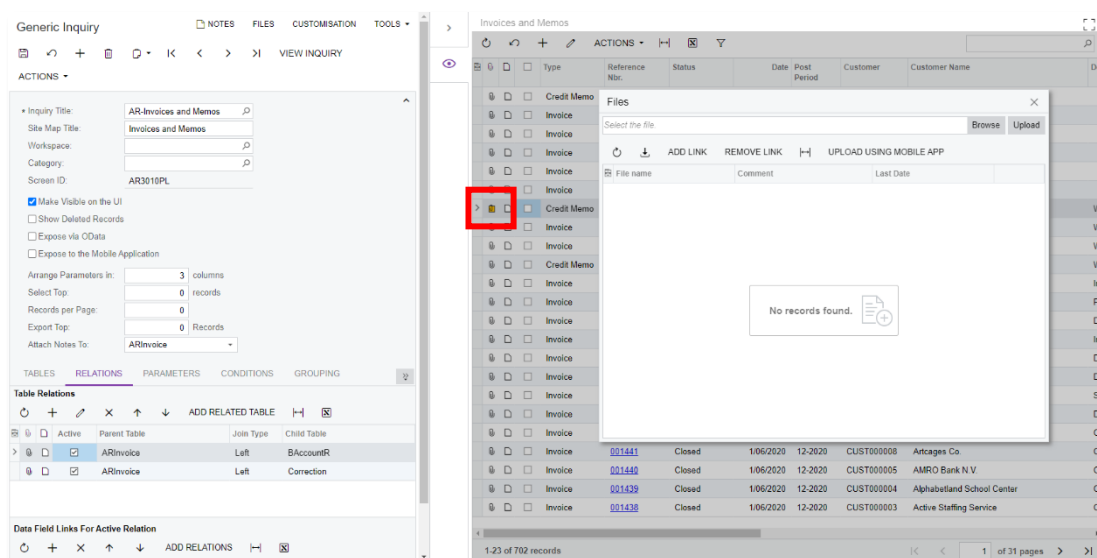 Generic Inquiry
NOTES FILES CUSTOMISATION TOOLS
VIEW INQUIRY
ACTIONS
Inquiry Title: AR-Invoices and Memos
Site Map Title: Invoices and Memos
Workspace:
Category:
Screen ID: AR3010PL
Make Visible on the UI
Show Deleted Records
Expose via OData
Expose to the Mobile Application
Arrange Parameters in: 3 columns
Select Top: 0 records
Records per Page: 0
Export Top: 0 Records
Attach Notes To: ARInvoice
TABLES RELATIONS PARAMETERS CONDITIONS GROUPING
Table Relations
ADD RELATED TABLE
Active Parent Table Join Type Child Table
ARInvoice Left BAccountR
ARInvoice Left Correction
Data Field Links For Active Relation
ADD RELATIONS
Invoices and Memos
ACTIONS
Type Reference Nbr. Status Date Post Period Customer Customer Name
Credit Memo
Invoice
Invoice
Invoice
Invoice
Invoice
Credit Memo
Invoice
Invoice
Credit Memo
Invoice
Invoice
Invoice
Invoice
Invoice
Invoice
Invoice
Invoice
Invoice
Invoice 001441 Closed 1/06/2020 12-2020 CUST000008 Artcages Co.
Invoice 001440 Closed 1/06/2020 12-2020 CUST000005 AMRO Bank N.V.
Invoice 001439 Closed 1/06/2020 12-2020 CUST000004 Alphabetland School Center
Invoice 001438 Closed 1/06/2020 12-2020 CUST000003 Active Staffing Service
1-23 of 702 records
1 of 31 pages
Files
Select the file.
Browse Upload
ADD LINK REMOVE LINK UPLOAD USING MOBILE APP
File name Comment Last Date
No records found.